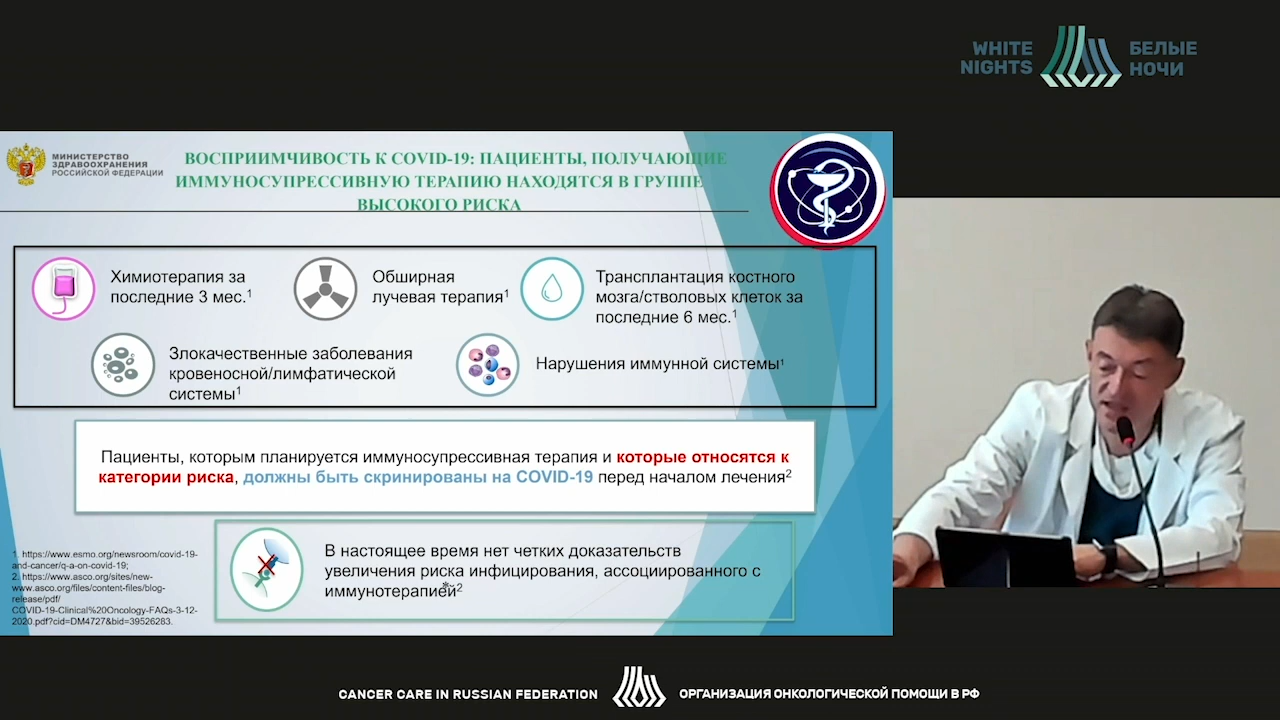 WHITE
NIGHTS
БЕЛЫЕ
НОЧИ
МИНИСТЕРСТВО
ЗДРАВООХРАНЕНИЯ
РОССИЙСКОЙ ФЕДЕРАЦИИ
ВОСПРИИМЧИВОСТЬ К COVID-19: ПАЦИЕНТЫ, ПОЛУЧАЮЩИЕ
ИММУНОСУПРЕССИВНУЮ ТЕРАПИЮ НАХОДЯТСЯ В ГРУППЕ
ВЫСОКОГО РИСКА
Химиотерапия за
последние 3 мес.¹
Обширная
лучевая терапия¹
Трансплантация костного
мозга/стволовых клеток за
последние 6 мес.¹
Злокачественные заболевания
кровеносной/лимфатической
системы¹
Нарушения иммунной системы¹
Пациенты, которым планируется иммуносупрессивная терапия и которые относятся к
категории риска, должны быть скринированы на COVID-19 перед началом лечения²
В настоящее время нет четких доказательств
увеличения риска инфицирования, ассоциированного с
иммунотерапией²
1. https://www.esmo.org/newsroom/covid-19-
and-cancer/q-a-on-covid-19;
2. https://www.asco.org/sites/new-
www.asco.org/files/content-files/blog-
release/pdf/
COVID-19-Clinical%20Oncology-FAQs-3-12-
2020.pdf?cid=DM4727&bid=39526283.
CANCER CARE IN RUSSIAN FEDERATION
ОРГАНИЗАЦИЯ ОНКОЛОГИЧЕСКОЙ ПОМОЩИ В РФ